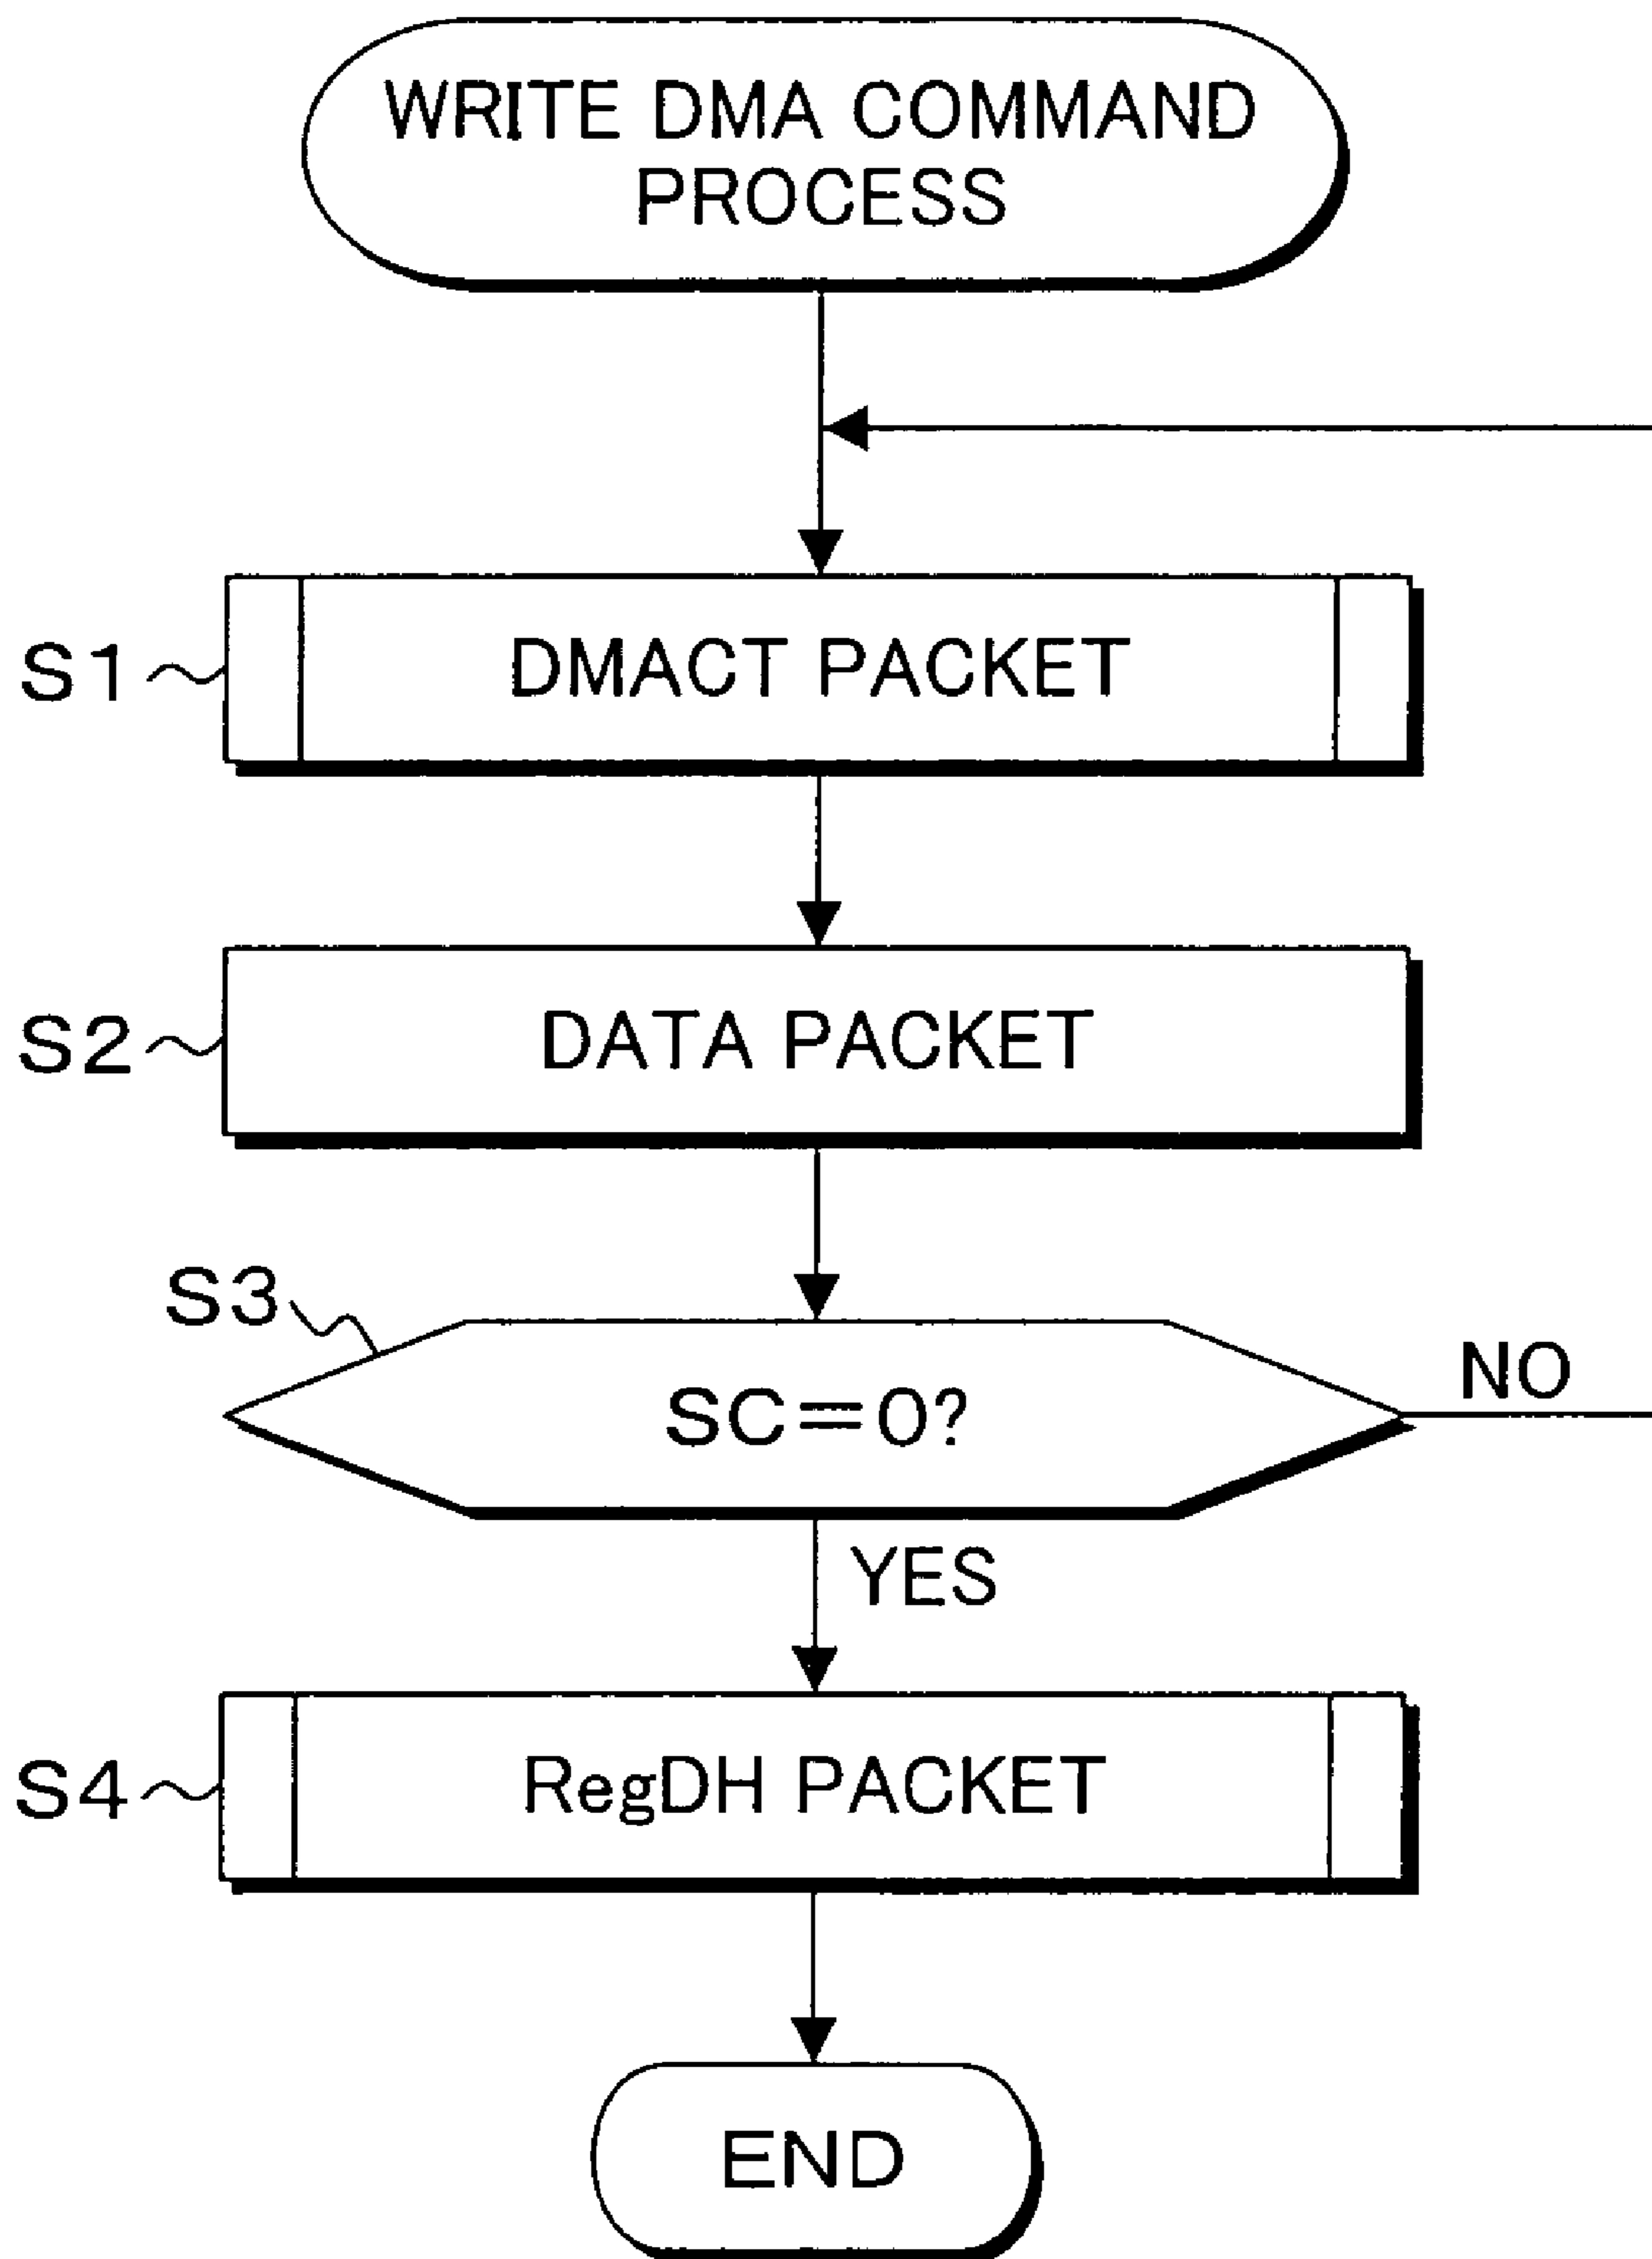 WRITE DMA COMMAND
PROCESS
S1
DMACT PACKET
S2
DATA PACKET
S3
SC=0?
NO
YES
S4
RegDH PACKET
END